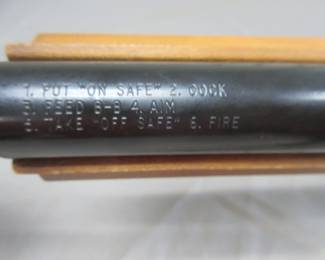 1. PUT "ON SAFE" 2. COCK
3. FEED B-B 4. AIM
5. TAKE "OFF SAFE" 6. FIRE